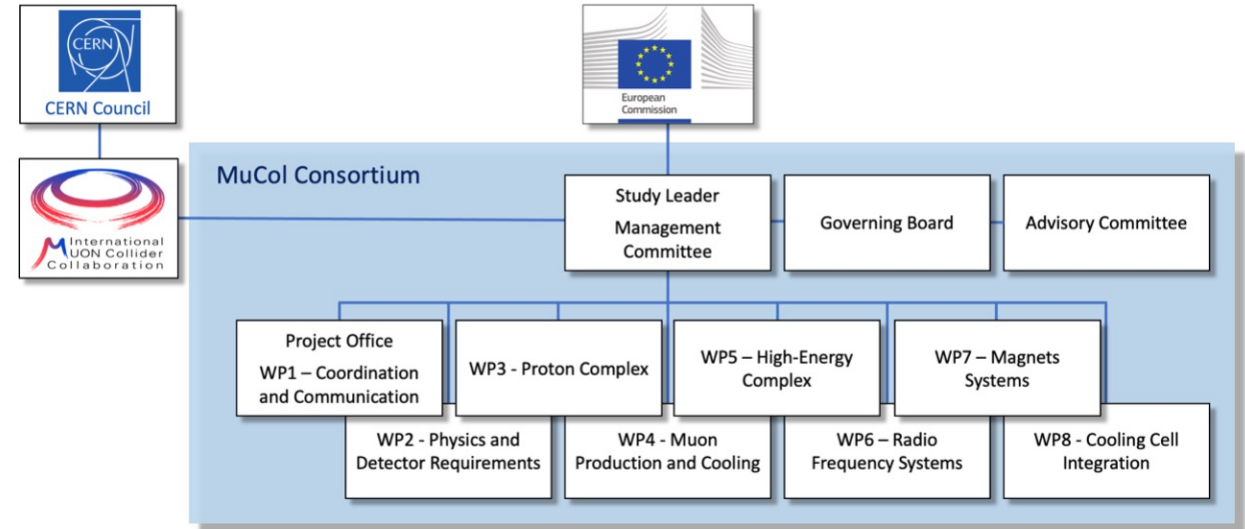 CERN
CERN Council
European
Commission
MuCol Consortium
International
MUON Collider
Collaboration
Study Leader
Management
Committee
Governing Board
Advisory Committee
Project Office
WP1 – Coordination
and Communication
WP3 - Proton Complex
WP5 – High-Energy
Complex
WP7 – Magnets
Systems
WP2 - Physics and
Detector Requirements
WP4 - Muon
Production and Cooling
WP6 – Radio
Frequency Systems
WP8 - Cooling Cell
Integration